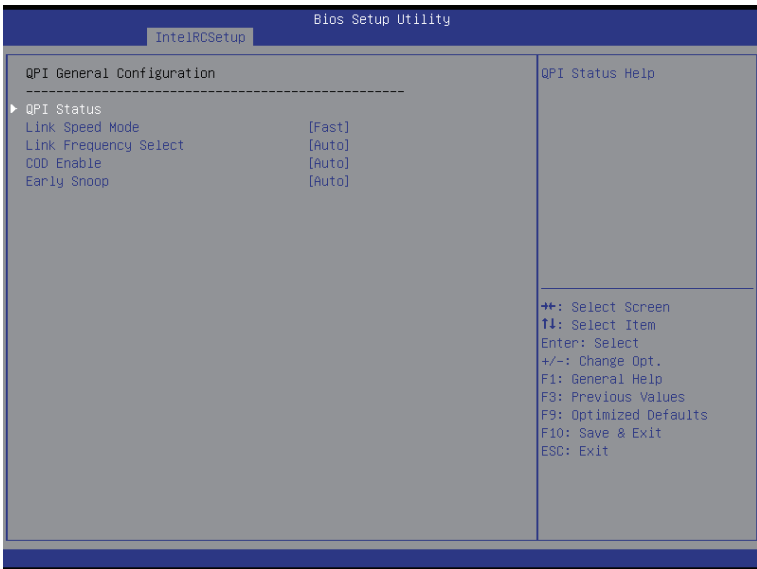 Bios Setup Utility
IntelRCSetup
QPI General Configuration
--------------------------------------------------
QPI Status
Link Speed Mode [Fast]
Link Frequency Select [Auto]
COD Enable [Auto]
Early Snoop [Auto]
QPI Status Help
→←: Select Screen
↑↓: Select Item
Enter: Select
+/-: Change Opt.
F1: General Help
F3: Previous Values
F9: Optimized Defaults
F10: Save & Exit
ESC: Exit